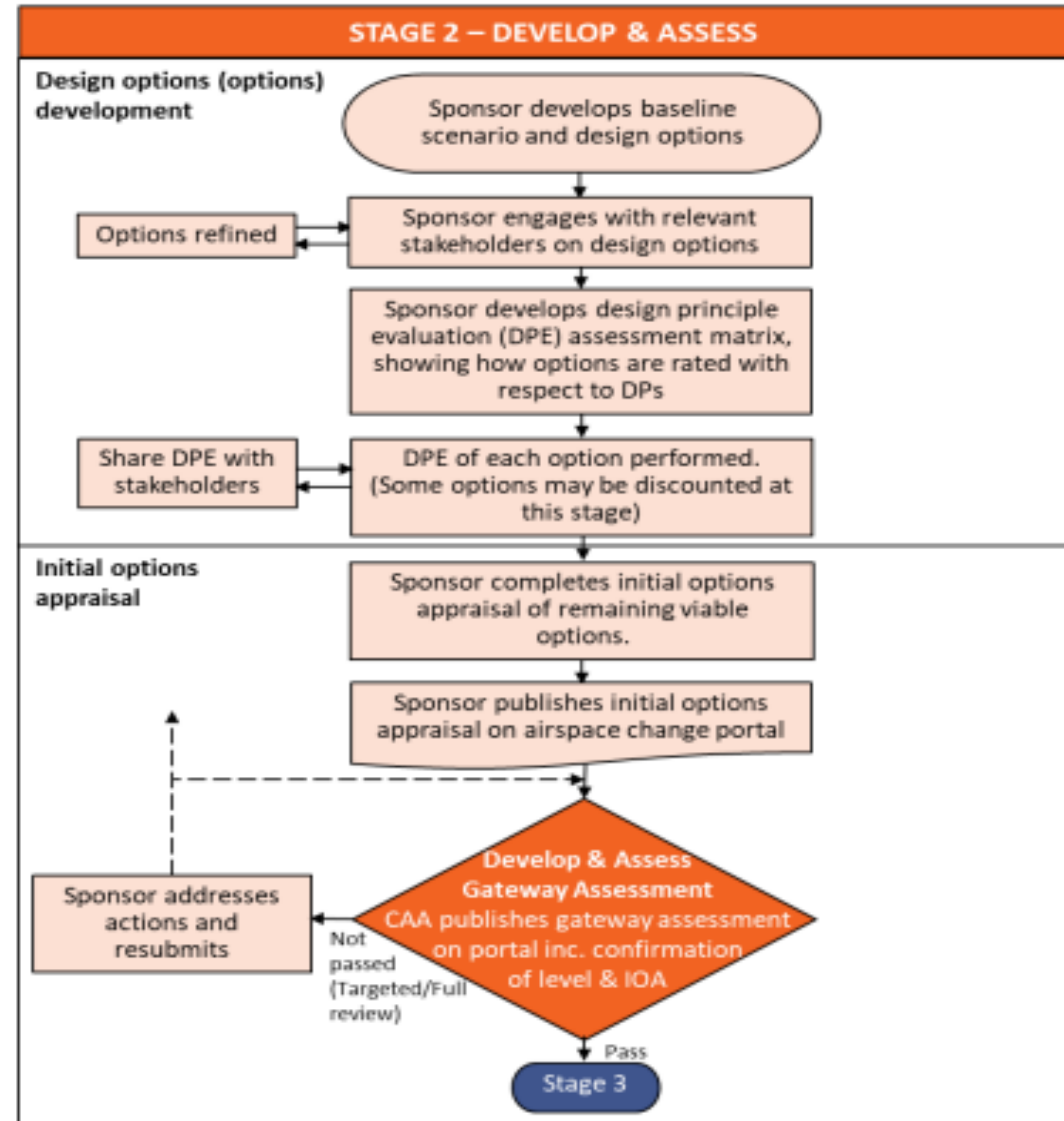 STAGE 2 – DEVELOP & ASSESS
Design options (options)
development
Sponsor develops baseline
scenario and design options
Options refined
Sponsor engages with relevant
stakeholders on design options
Sponsor develops design principle
evaluation (DPE) assessment matrix,
showing how options are rated with
respect to DPs
Share DPE with
stakeholders
DPE of each option performed.
(Some options may be discounted at
this stage)
Initial options
appraisal
Sponsor completes initial options
appraisal of remaining viable
options.
Sponsor publishes initial options
appraisal on airspace change portal
Develop & Assess
Gateway Assessment
CAA publishes gateway assessment
on portal inc. confirmation
of level & IOA
Sponsor addresses
actions and
resubmits
Not
passed
(Targeted/Full
review)
Pass
Stage 3